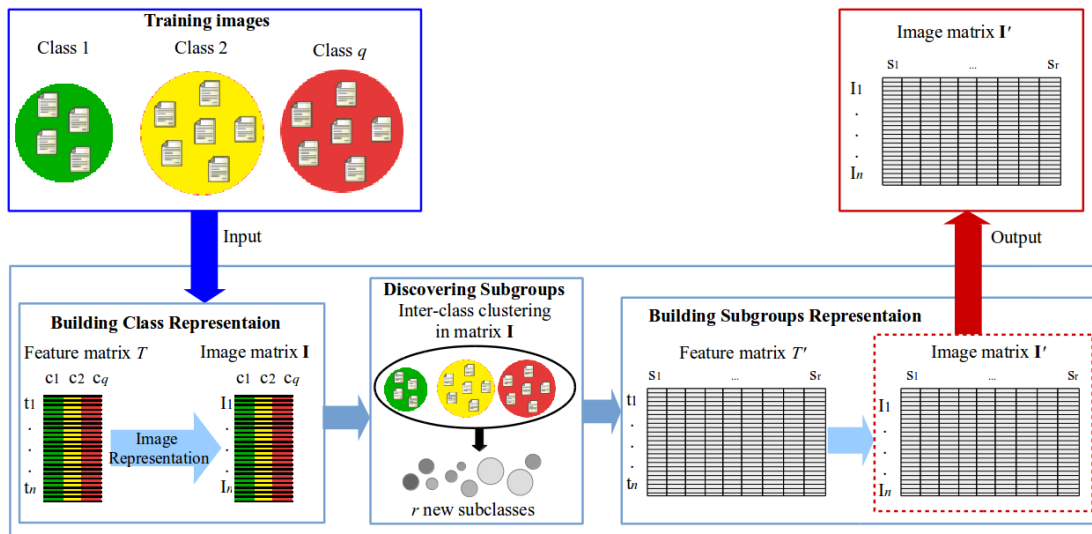 Training images
Class 1
Class 2
Class q
Input
Image matrix I′
s1 ... sr
I1
.
.
.
In
Output
Building Class Representaion
Feature matrix T
c1 c2 cq
t1
.
.
.
.
tn
Image
Representation
Image matrix I
c1 c2 cq
I1
.
.
.
In
Discovering Subgroups
Inter-class clustering
in matrix I
r new subclasses
Building Subgroups Representaion
Feature matrix T′
s1 ... sr
t1
.
.
.
tn
Image matrix I′
s1 ... sr
I1
.
.
.
In